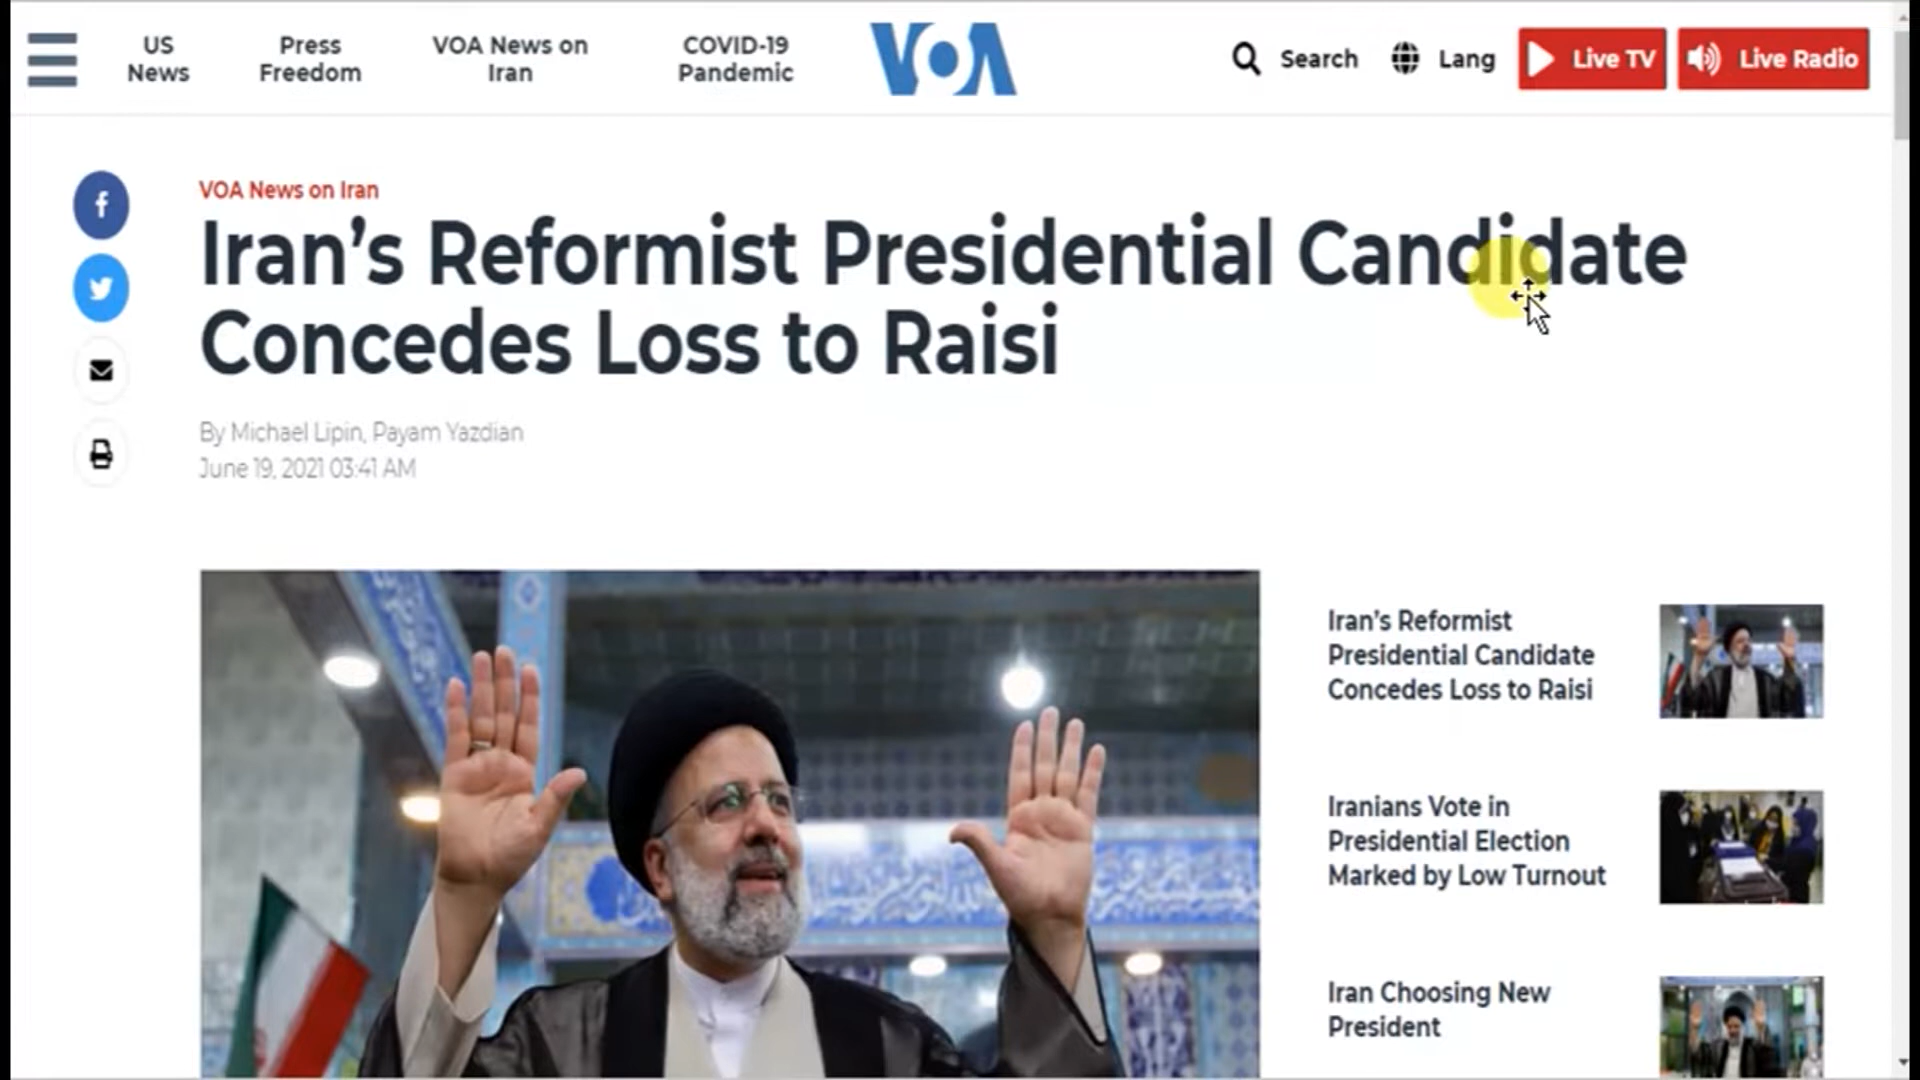 US
News
Press
Freedom
VOA News on
Iran
COVID-19
Pandemic
VOA
Search
Lang
Live TV
Live Radio
VOA News on Iran
Iran's Reformist Presidential Candidate
Concedes Loss to Raisi
By Michael Lipin, Payam Yazdian
June 19, 2021 03:41 AM
Iran's Reformist
Presidential Candidate
Concedes Loss to Raisi
Iranians Vote in
Presidential Election
Marked by Low Turnout
Iran Choosing New
President